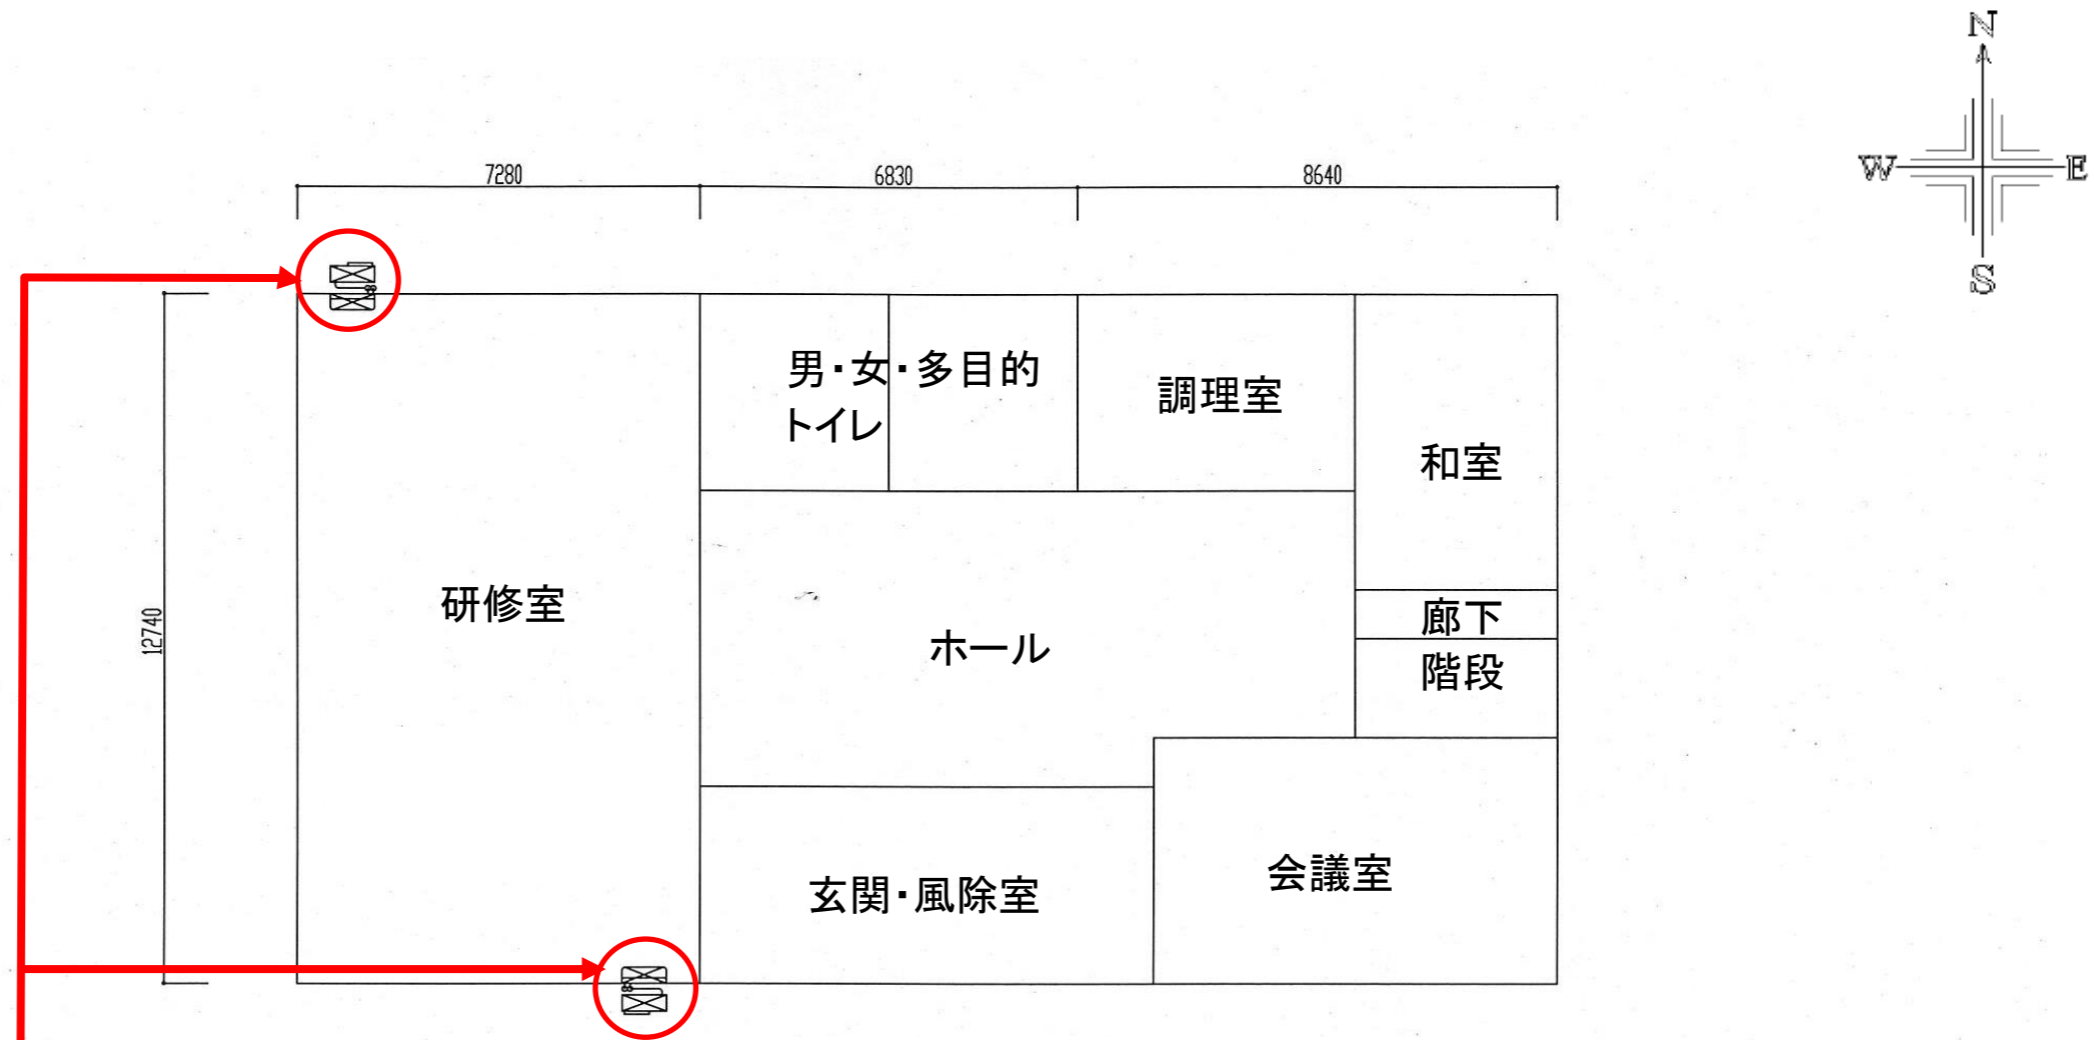 N
W
E
S
7280
6830
8640
12740
男・女・多目的
トイレ
調理室
和室
研修室
廊下
ホール
階段
会議室
玄関・風除室